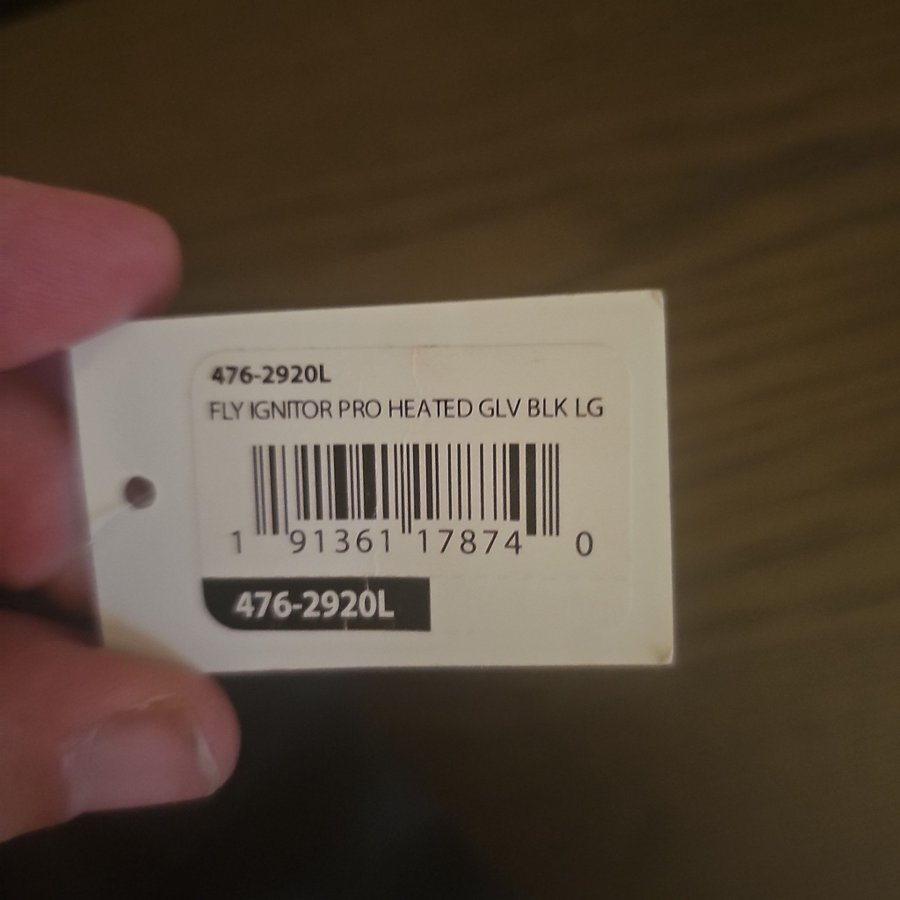 476-2920L
FLY IGNITOR PRO HEATED GLV BLK LG
1 91361 17874 0
476-2920L